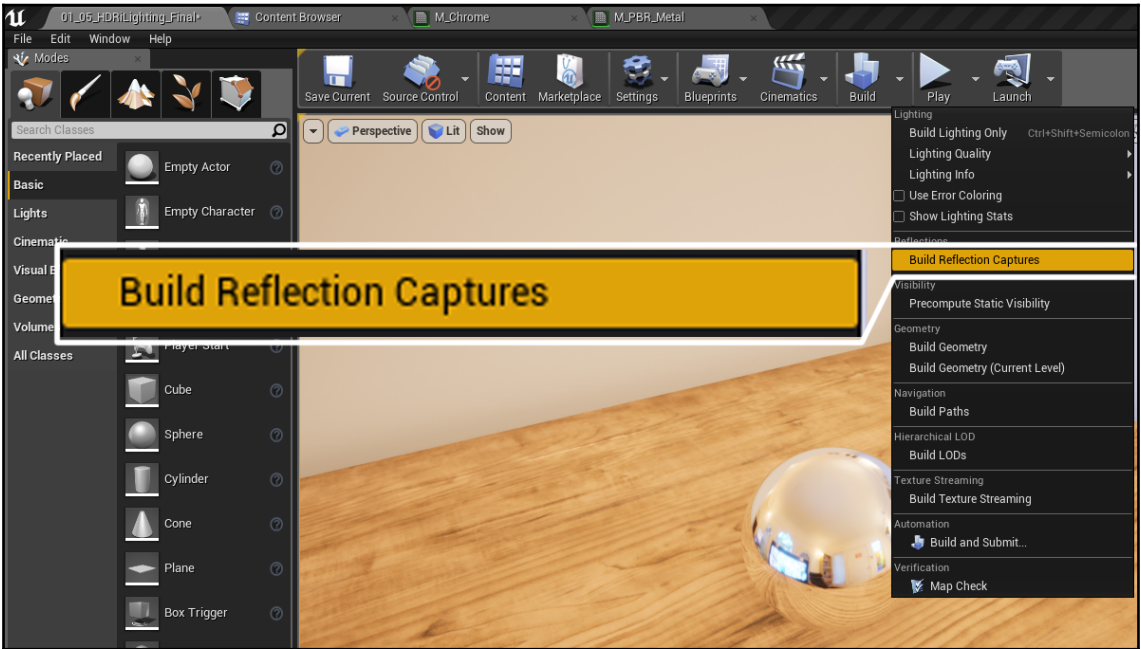 01_05_HDRiLighting_Final•
Content Browser
M_Chrome
M_PBR_Metal
File Edit Window Help
Modes
Save Current Source Control Content Marketplace Settings Blueprints Cinematics Build Play Launch
Search Classes
Perspective Lit Show
Recently Placed
Basic
Lights
Cinematic
Visual E
Geomet
Volume
All Classes
Empty Actor
Empty Character
Player Start
Cube
Sphere
Cylinder
Cone
Plane
Box Trigger
Build Reflection Captures
Lighting
Build Lighting Only Ctrl+Shift+Semicolon
Lighting Quality
Lighting Info
Use Error Coloring
Show Lighting Stats
Reflections
Build Reflection Captures
Visibility
Precompute Static Visibility
Geometry
Build Geometry
Build Geometry (Current Level)
Navigation
Build Paths
Hierarchical LOD
Build LODs
Texture Streaming
Build Texture Streaming
Automation
Build and Submit...
Verification
Map Check